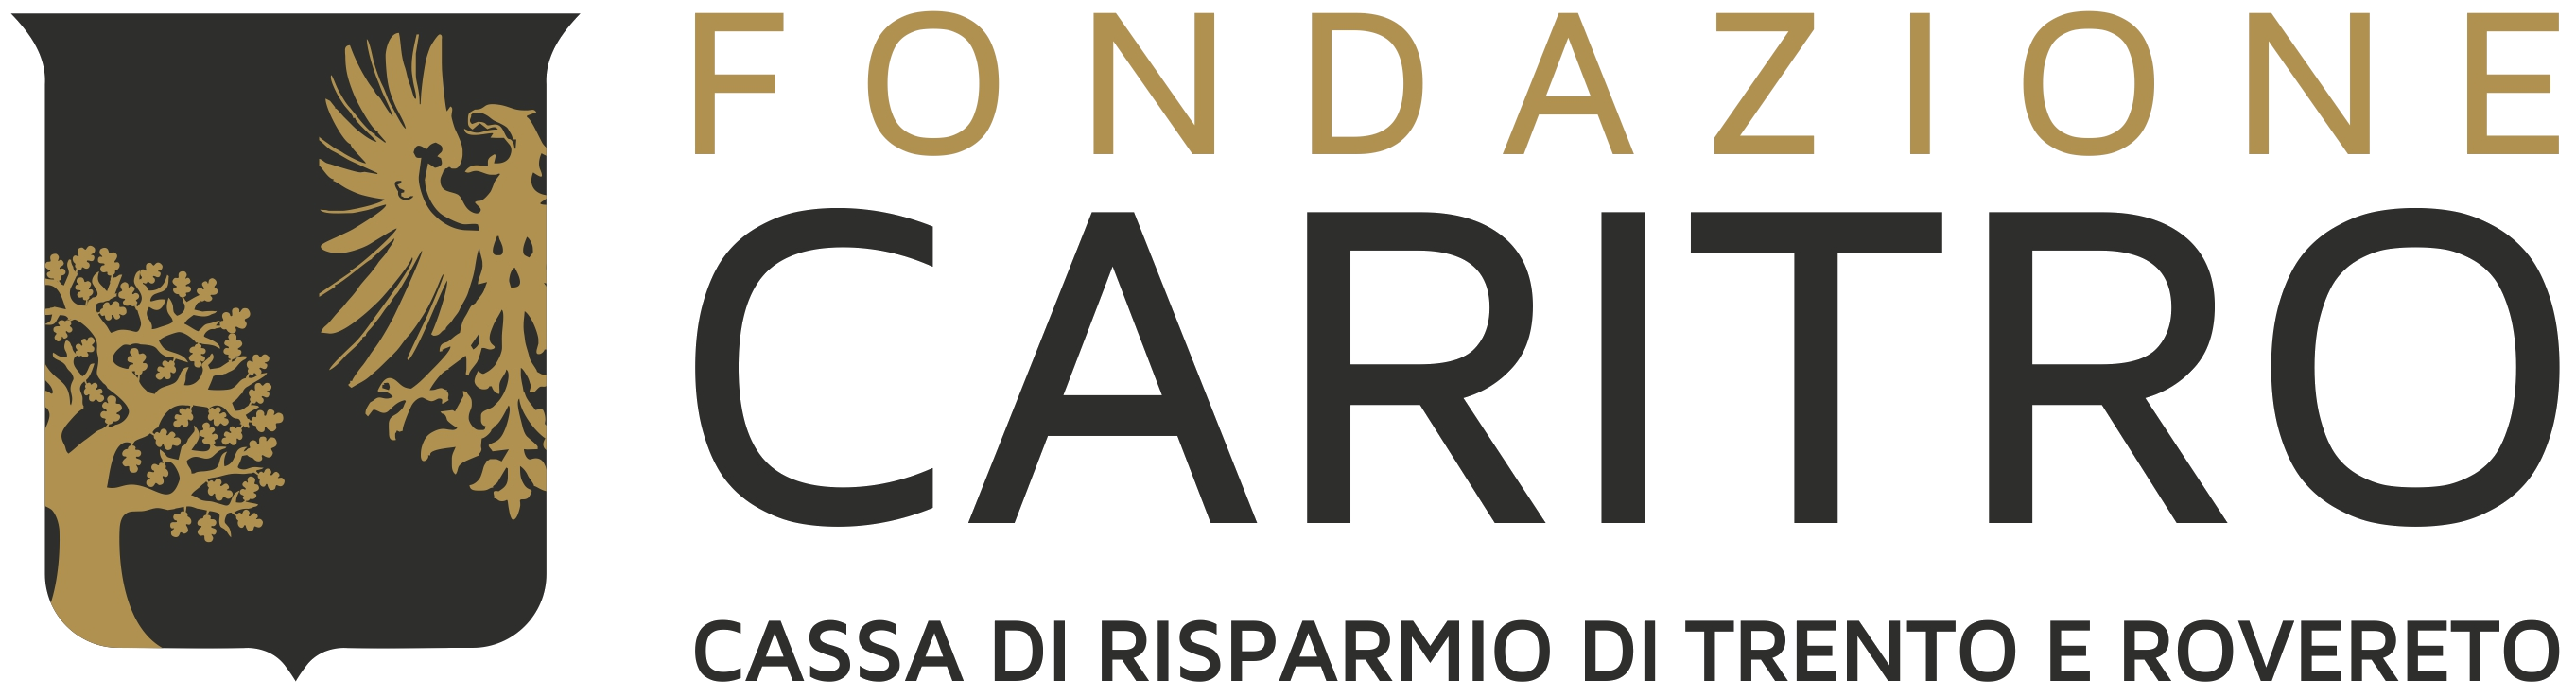 FONDAZIONE
CARITRO
CASSA DI RISPARMIO DI TRENTO E ROVERETO